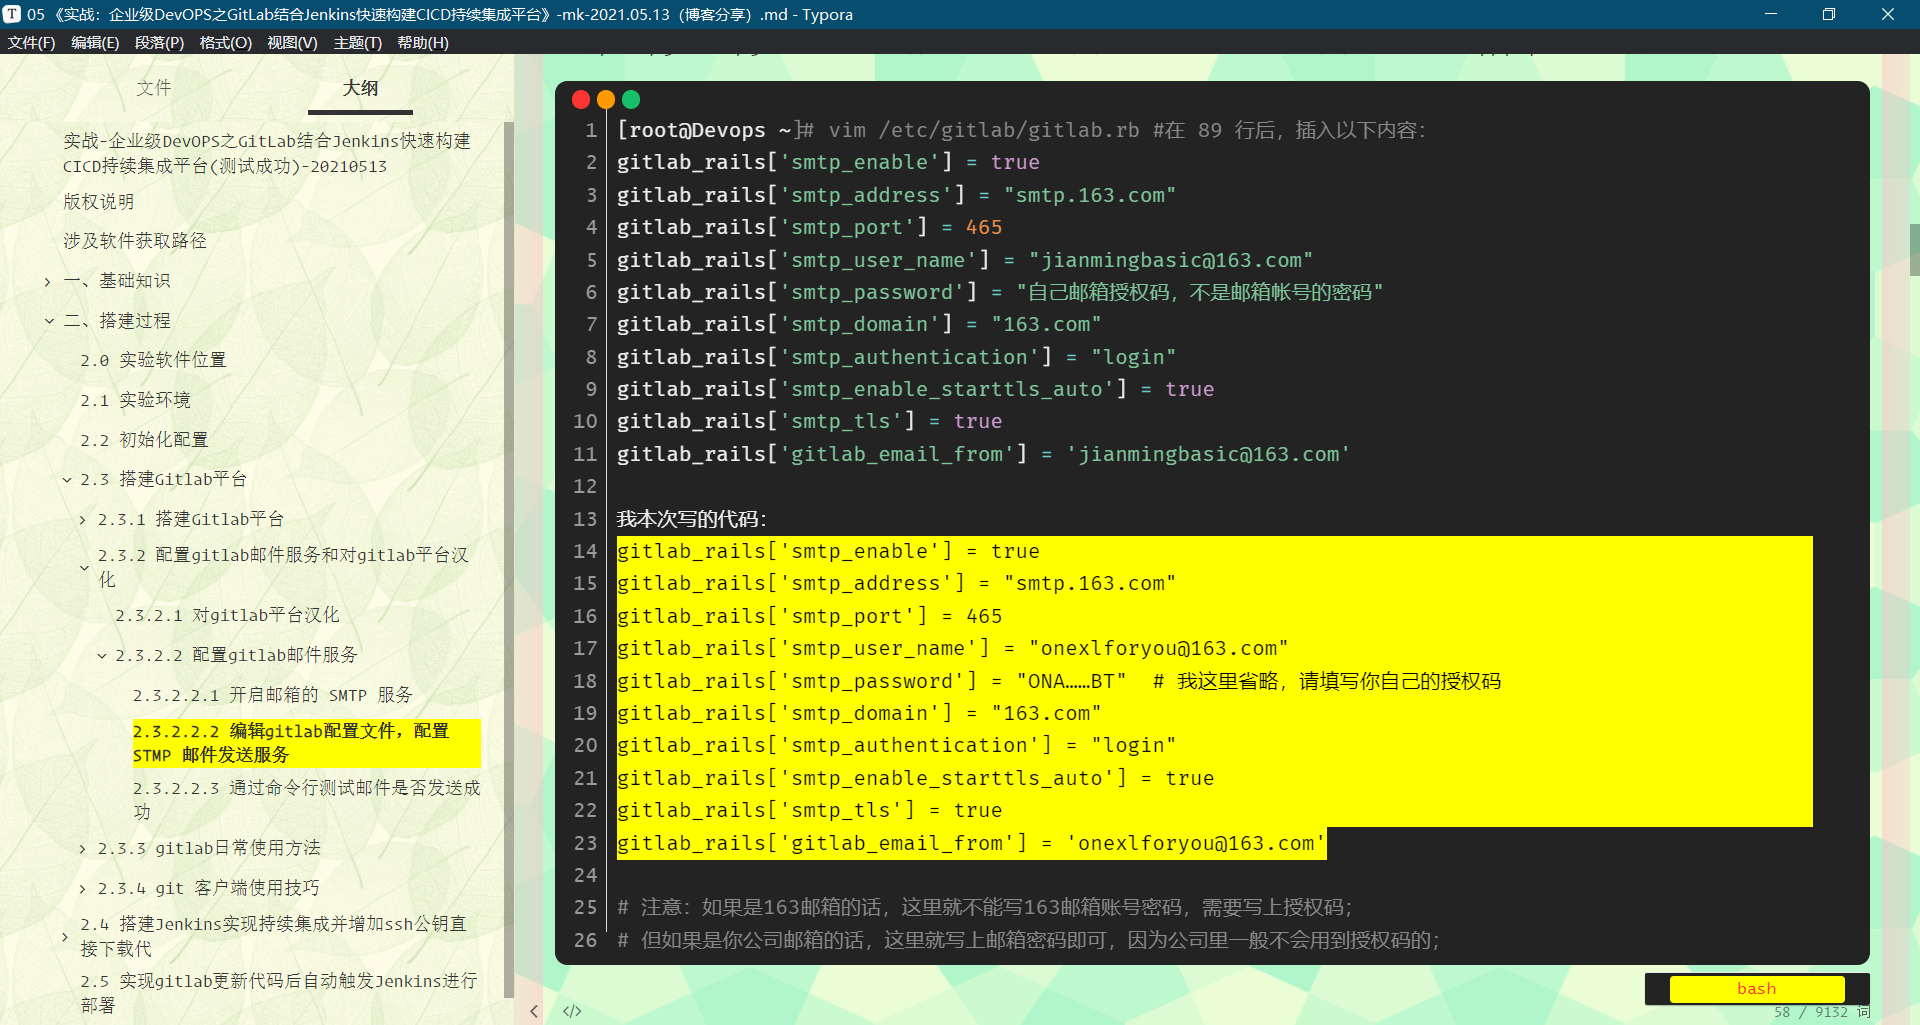 05 《实战：企业级DevOPS之GitLab结合Jenkins快速构建CICD持续集成平台》-mk-2021.05.13（博客分享）.md - Typora
文件(F) 编辑(E) 段落(P) 格式(O) 视图(V) 主题(T) 帮助(H)
文件 大纲
实战-企业级DevOPS之GitLab结合Jenkins快速构建
CICD持续集成平台(测试成功)-20210513
版权说明
涉及软件获取路径
一、基础知识
二、搭建过程
2.0 实验软件位置
2.1 实验环境
2.2 初始化配置
2.3 搭建Gitlab平台
2.3.1 搭建Gitlab平台
2.3.2 配置gitlab邮件服务和对gitlab平台汉
化
2.3.2.1 对gitlab平台汉化
2.3.2.2 配置gitlab邮件服务
2.3.2.2.1 开启邮箱的 SMTP 服务
2.3.2.2.2 编辑gitlab配置文件，配置
STMP 邮件发送服务
2.3.2.2.3 通过命令行测试邮件是否发送成
功
2.3.3 gitlab日常使用方法
2.3.4 git 客户端使用技巧
2.4 搭建Jenkins实现持续集成并增加ssh公钥直
接下载代
2.5 实现gitlab更新代码后自动触发Jenkins进行
部署
1 [root@Devops ~]# vim /etc/gitlab/gitlab.rb #在 89 行后，插入以下内容：
2 gitlab_rails['smtp_enable'] = true
3 gitlab_rails['smtp_address'] = "smtp.163.com"
4 gitlab_rails['smtp_port'] = 465
5 gitlab_rails['smtp_user_name'] = "jianmingbasic@163.com"
6 gitlab_rails['smtp_password'] = "自己邮箱授权码，不是邮箱帐号的密码"
7 gitlab_rails['smtp_domain'] = "163.com"
8 gitlab_rails['smtp_authentication'] = "login"
9 gitlab_rails['smtp_enable_starttls_auto'] = true
10 gitlab_rails['smtp_tls'] = true
11 gitlab_rails['gitlab_email_from'] = 'jianmingbasic@163.com'
12
13 我本次写的代码：
14 gitlab_rails['smtp_enable'] = true
15 gitlab_rails['smtp_address'] = "smtp.163.com"
16 gitlab_rails['smtp_port'] = 465
17 gitlab_rails['smtp_user_name'] = "onexlforyou@163.com"
18 gitlab_rails['smtp_password'] = "ONA……BT"  # 我这里省略，请填写你自己的授权码
19 gitlab_rails['smtp_domain'] = "163.com"
20 gitlab_rails['smtp_authentication'] = "login"
21 gitlab_rails['smtp_enable_starttls_auto'] = true
22 gitlab_rails['smtp_tls'] = true
23 gitlab_rails['gitlab_email_from'] = 'onexlforyou@163.com'
24
25 # 注意：如果是163邮箱的话，这里就不能写163邮箱账号密码，需要写上授权码；
26 # 但如果是你公司邮箱的话，这里就写上邮箱密码即可，因为公司里一般不会用到授权码的；
bash
</> 58 / 9132 词